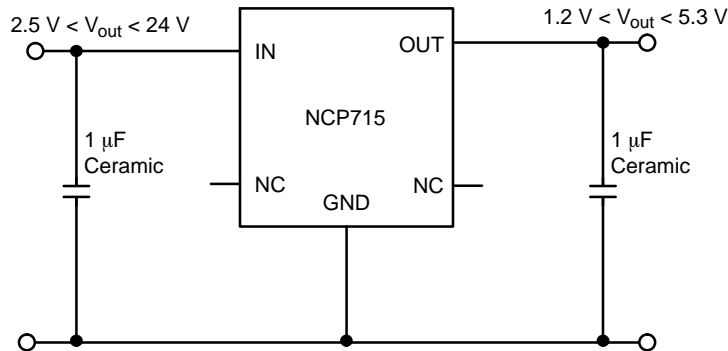 2.5 V < Vout < 24 V
1.2 V < Vout < 5.3 V
IN
OUT
NCP715
1 μF
Ceramic
1 μF
Ceramic
NC
NC
GND